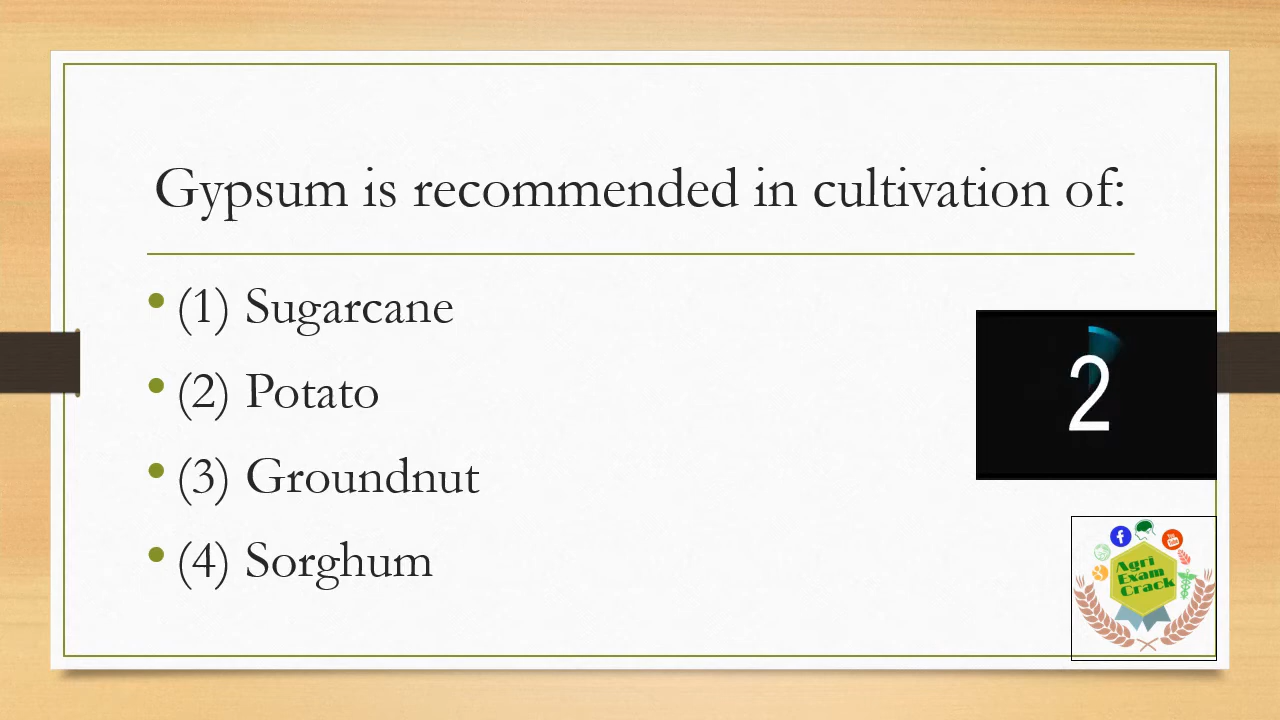 Gypsum is recommended in cultivation of:
• (1) Sugarcane
• (2) Potato
• (3) Groundnut
• (4) Sorghum
2
Agri
Exam
Crack